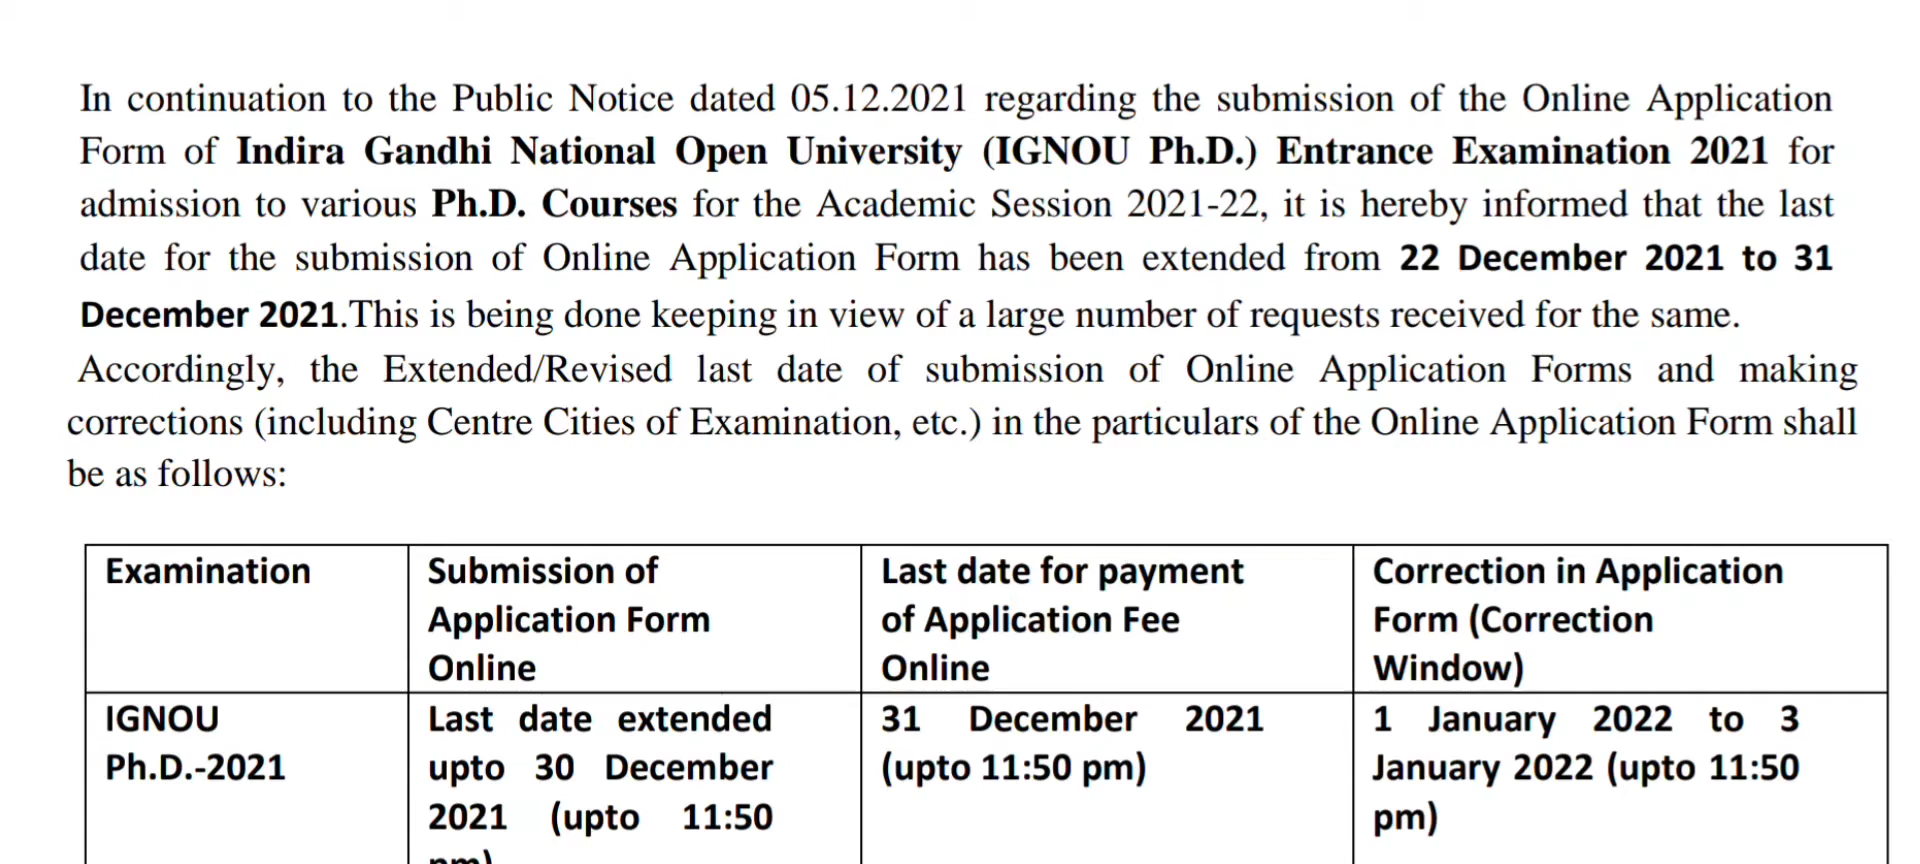 In continuation to the Public Notice dated 05.12.2021 regarding the submission of the Online Application
Form of Indira Gandhi National Open University (IGNOU Ph.D.) Entrance Examination 2021 for
admission to various Ph.D. Courses for the Academic Session 2021-22, it is hereby informed that the last
date for the submission of Online Application Form has been extended from 22 December 2021 to 31
December 2021.This is being done keeping in view of a large number of requests received for the same.
Accordingly, the Extended/Revised last date of submission of Online Application Forms and making
corrections (including Centre Cities of Examination, etc.) in the particulars of the Online Application Form shall
be as follows:
Examination
Submission of
Application Form
Online
Last date for payment
of Application Fee
Online
Correction in Application
Form (Correction
Window)
IGNOU
Ph.D.-2021
Last date extended
upto 30 December
2021 (upto 11:50
pm)
31 December 2021
(upto 11:50 pm)
1 January 2022 to 3
January 2022 (upto 11:50
pm)